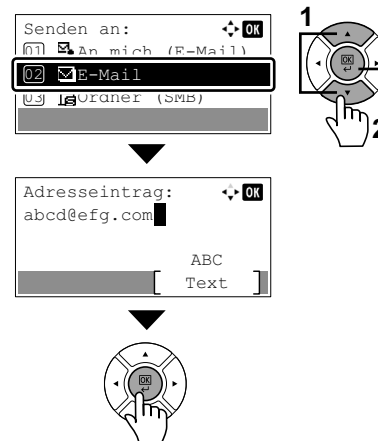 Senden an: OK
01 An mich (E-Mail)
02 E-Mail
03 Ordner (SMB)
1
OK
2
Adresseintrag: OK
abcd@efg.com
ABC
[ Text ]
OK